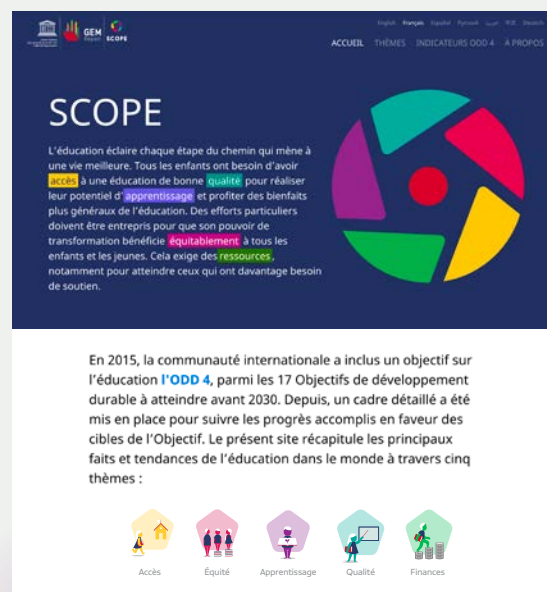 GEM
Report
SCOPE
English Français Español Русский عربي 中文 Deutsch
ACCUEIL THÈMES INDICATEURS ODD 4 À PROPOS
SCOPE
L'éducation éclaire chaque étape du chemin qui mène à
une vie meilleure. Tous les enfants ont besoin d'avoir
accès à une éducation de bonne qualité pour réaliser
leur potentiel d'apprentissage et profiter des bienfaits
plus généraux de l'éducation. Des efforts particuliers
doivent être entrepris pour que son pouvoir de
transformation bénéficie équitablement à tous les
enfants et les jeunes. Cela exige des ressources,
notamment pour atteindre ceux qui ont davantage besoin
de soutien.
En 2015, la communauté internationale a inclus un objectif sur
l'éducation l'ODD 4, parmi les 17 Objectifs de développement
durable à atteindre avant 2030. Depuis, un cadre détaillé a été
mis en place pour suivre les progrès accomplis en faveur des
cibles de l'Objectif. Le présent site récapitule les principaux
faits et tendances de l'éducation dans le monde à travers cinq
thèmes :
Accès Équité Apprentissage Qualité Finances